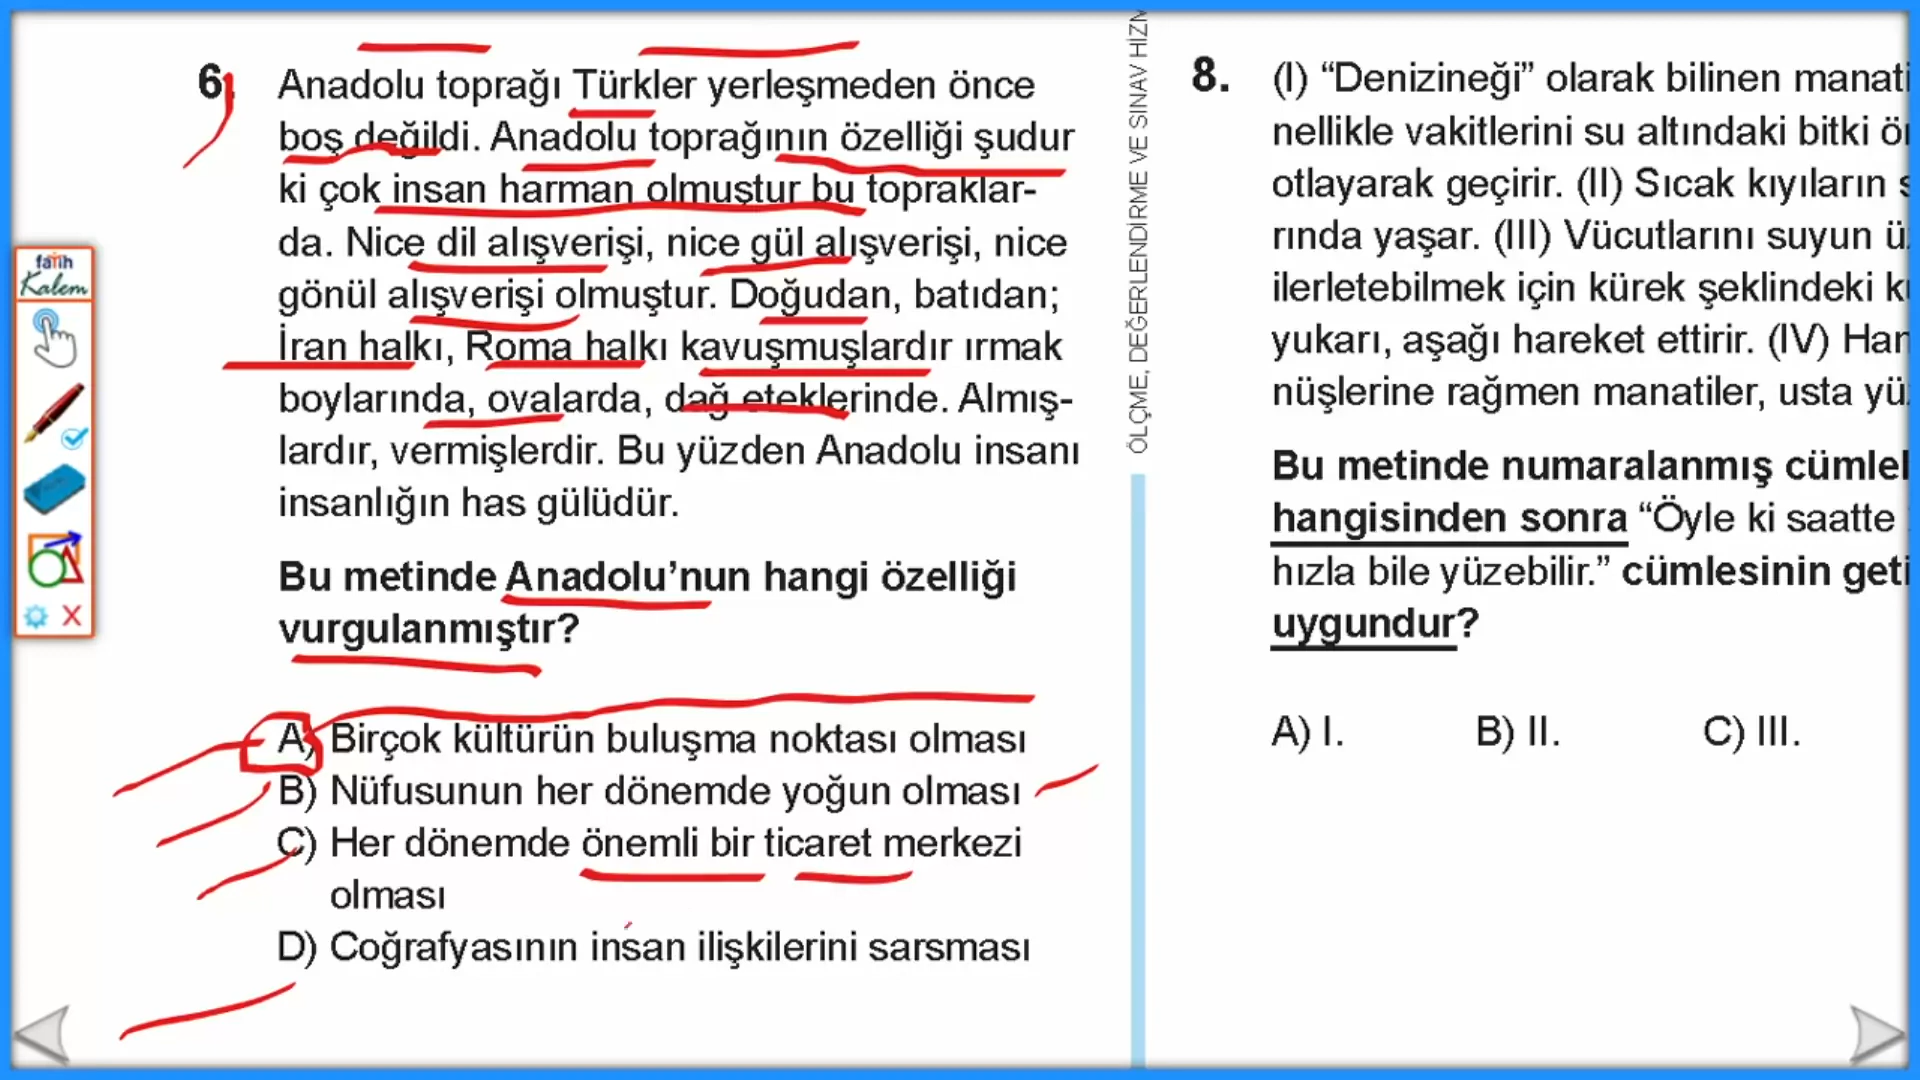 fatih
Kalem
6.
Anadolu toprağı Türkler yerleşmeden önce
boş değildi. Anadolu toprağının özelliği şudur
ki çok insan harman olmuştur bu topraklar-
da. Nice dil alışverişi, nice gül alışverişi, nice
gönül alışverişi olmuştur. Doğudan, batıdan;
İran halkı, Roma halkı kavuşmuşlardır ırmak
boylarında, ovalarda, dağ eteklerinde. Almış-
lardır, vermişlerdir. Bu yüzden Anadolu insanı
insanlığın has gülüdür.
Bu metinde Anadolu’nun hangi özelliği
vurgulanmıştır?
A) Birçok kültürün buluşma noktası olması
B) Nüfusunun her dönemde yoğun olması
C) Her dönemde önemli bir ticaret merkezi
olması
D) Coğrafyasının insan ilişkilerini sarsması
ÖLÇME, DEĞERLENDİRME VE SINAV
8. (I) “Denizineği” olarak bilinen manati
nellikle vakitlerini su altındaki bitki
otlayarak geçirir. (II) Sıcak kıyıların
rında yaşar. (III) Vücutlarını suyun
ilerletebilmek için kürek şeklindeki
yukarı, aşağı hareket ettirir. (IV)
nüşlerine rağmen manatiler, usta
Bu metinde numaralanmış
hangisinden sonra “Öyle ki saatte
hızla bile yüzebilir.” cümlesinin
uygundur?
A) I. B) II. C) III.